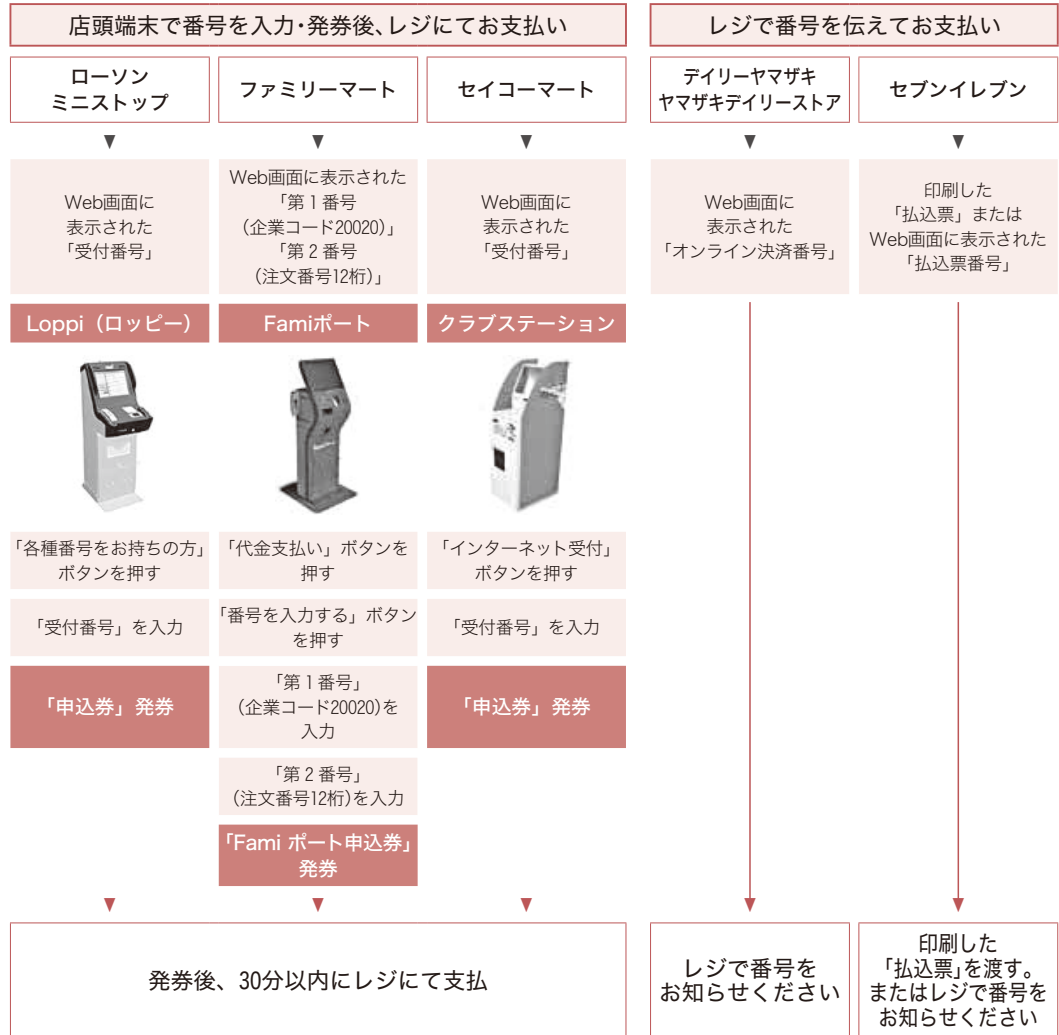 店頭端末で番号を入力・発券後、レジにてお支払い
レジで番号を伝えてお支払い
ローソン
ミニストップ
ファミリーマート
セイコーマート
デイリーヤマザキ
ヤマザキデイリーストア
セブンイレブン
Web画面に
表示された
「受付番号」
Web画面に表示された
「第1番号
(企業コード20020)」
「第2番号
(注文番号12桁)」
Web画面に
表示された
「受付番号」
Web画面に
表示された
「オンライン決済番号」
印刷した
「払込票」または
Web画面に表示された
「払込票番号」
Loppi（ロッピー）
Famiポート
クラブステーション
「各種番号をお持ちの方」
ボタンを押す
「代金支払い」ボタンを
押す
「インターネット受付」
ボタンを押す
「受付番号」を入力
「番号を入力する」ボタン
を押す
「受付番号」を入力
「申込券」発券
「第1番号」
(企業コード20020)を
入力
「申込券」発券
「第2番号」
(注文番号12桁)を入力
「Fami ポート申込券」
発券
発券後、30分以内にレジにて支払
レジで番号を
お知らせください
印刷した
「払込票」を渡す。
またはレジで番号を
お知らせください